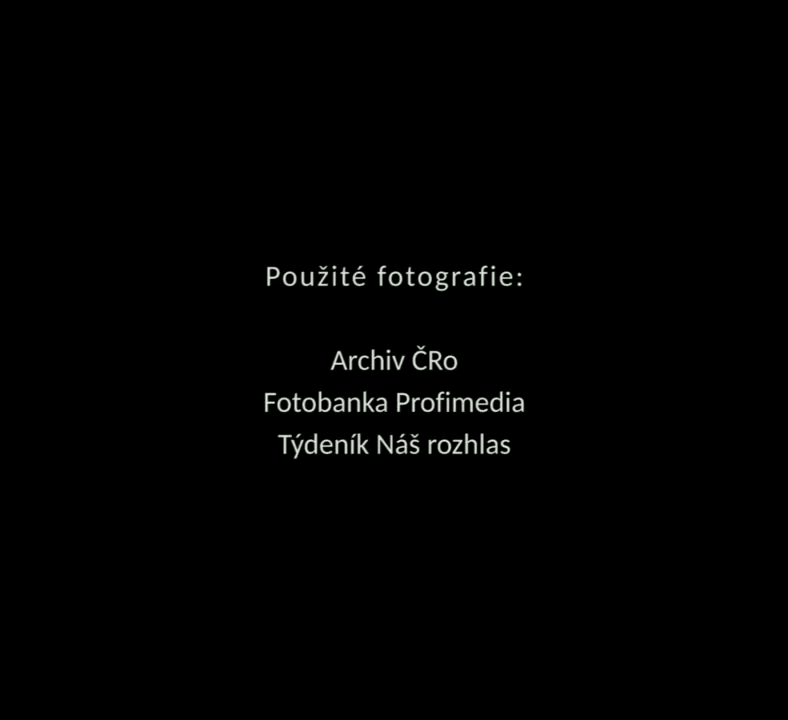 Použité fotografie:
Archiv ČRo
Fotobanka Profimedia
Týdeník Náš rozhlas